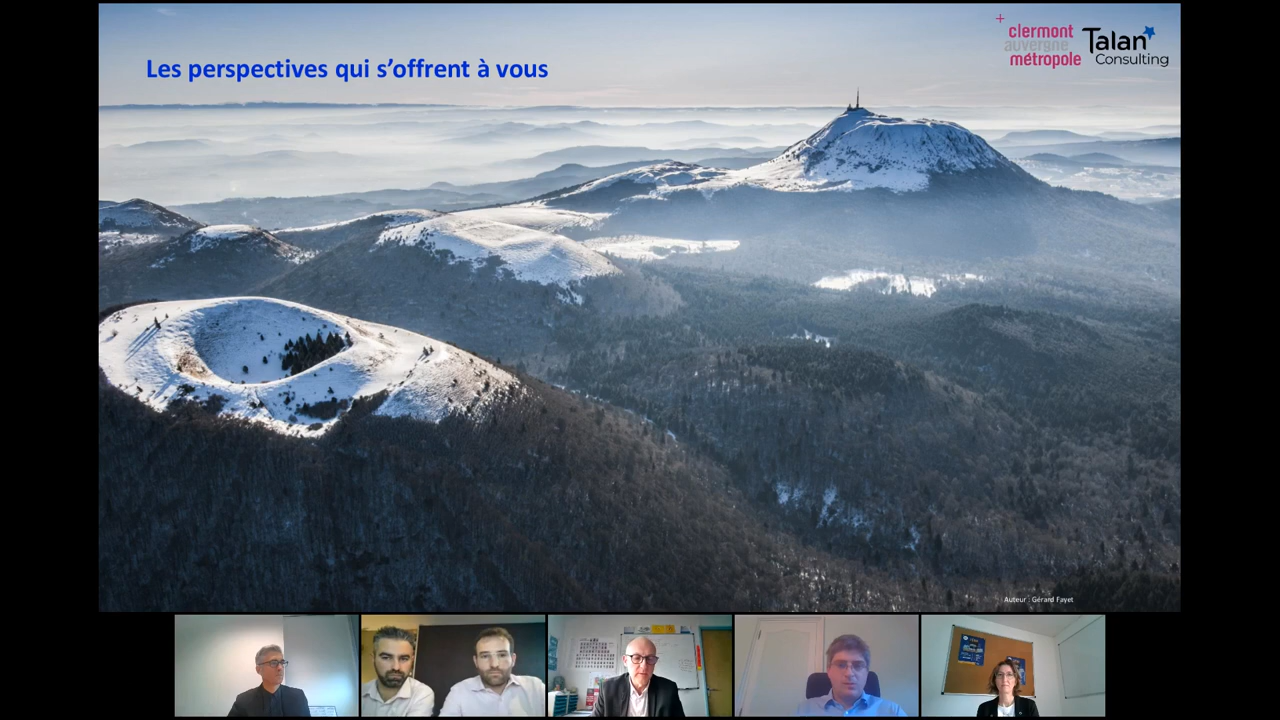 Les perspectives qui s'offrent à vous
clermont
auvergne
métropole
Talan
Consulting
Auteur : Gérard Fayet